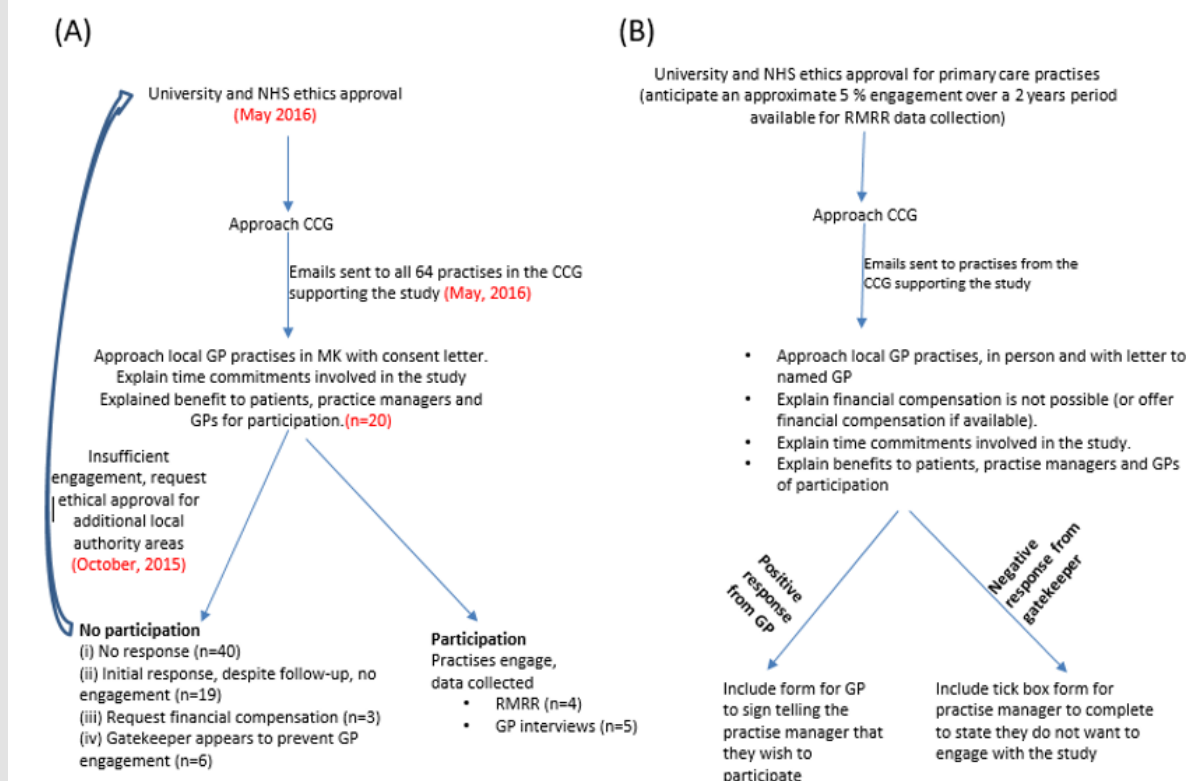 (A)
University and NHS ethics approval
(May 2016)
Approach CCG
Emails sent to all 64 practises in the CCG
supporting the study (May, 2016)
Approach local GP practises in MK with consent letter.
Explain time commitments involved in the study
Explained benefit to patients, practice managers and
GPs for participation.(n=20)
Insufficient
engagement, request
ethical approval for
additional local
authority areas
(October, 2015)
No participation
(i) No response (n=40)
(ii) Initial response, despite follow-up, no
engagement (n=19)
(iii) Request financial compensation (n=3)
(iv) Gatekeeper appears to prevent GP
engagement (n=6)
Participation
Practises engage,
data collected
• RMRR (n=4)
• GP interviews (n=5)
(B)
University and NHS ethics approval for primary care practises
(anticipate an approximate 5 % engagement over a 2 years period
available for RMRR data collection)
Approach CCG
Emails sent to practises from the
CCG supporting the study
• Approach local GP practises, in person and with letter to
named GP
• Explain financial compensation is not possible (or offer
financial compensation if available).
• Explain time commitments involved in the study.
• Explain benefits to patients, practise managers and GPs
of participation
Positive
response
from GP
Negative
response from
gatekeeper
Include form for GP
to sign telling the
practise manager that
they wish to
participate
Include tick box form for
practise manager to complete
to state they do not want to
engage with the study